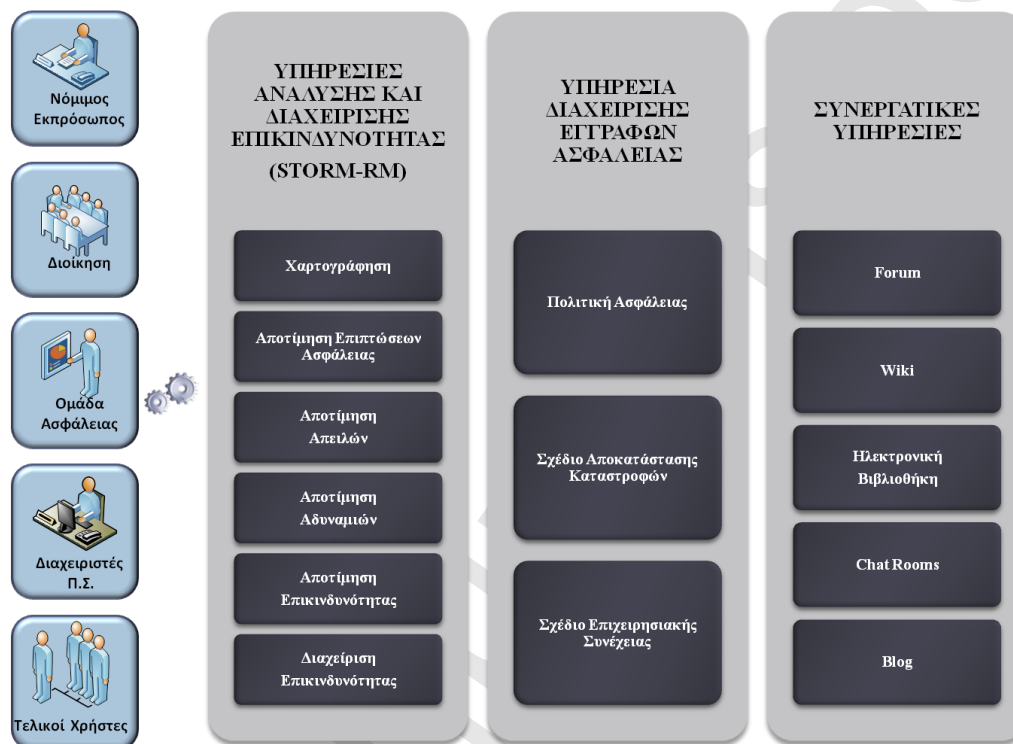 Νόμιμος
Εκπρόσωπος
Διοίκηση
Ομάδα
Ασφάλειας
Διαχειριστές
Π.Σ.
Τελικοί Χρήστες
ΥΠΗΡΕΣΙΕΣ
ΑΝΑΛΥΣΗΣ ΚΑΙ
ΔΙΑΧΕΙΡΙΣΗΣ
ΕΠΙΚΙΝΔΥΝΟΤΗΤΑΣ
(STORM-RM)
Χαρτογράφηση
Αποτίμηση Επιπτώσεων
Ασφάλειας
Αποτίμηση
Απειλών
Αποτίμηση
Αδυναμιών
Αποτίμηση
Επικινδυνότητας
Διαχείριση
Επικινδυνότητας
ΥΠΗΡΕΣΙΑ
ΔΙΑΧΕΙΡΙΣΗΣ
ΕΓΓΡΑΦΩΝ
ΑΣΦΑΛΕΙΑΣ
Πολιτική Ασφάλειας
Σχέδιο Αποκατάστασης
Καταστροφών
Σχέδιο Επιχειρησιακής
Συνέχειας
ΣΥΝΕΡΓΑΤΙΚΕΣ
ΥΠΗΡΕΣΙΕΣ
Forum
Wiki
Ηλεκτρονική
Βιβλιοθήκη
Chat Rooms
Blog